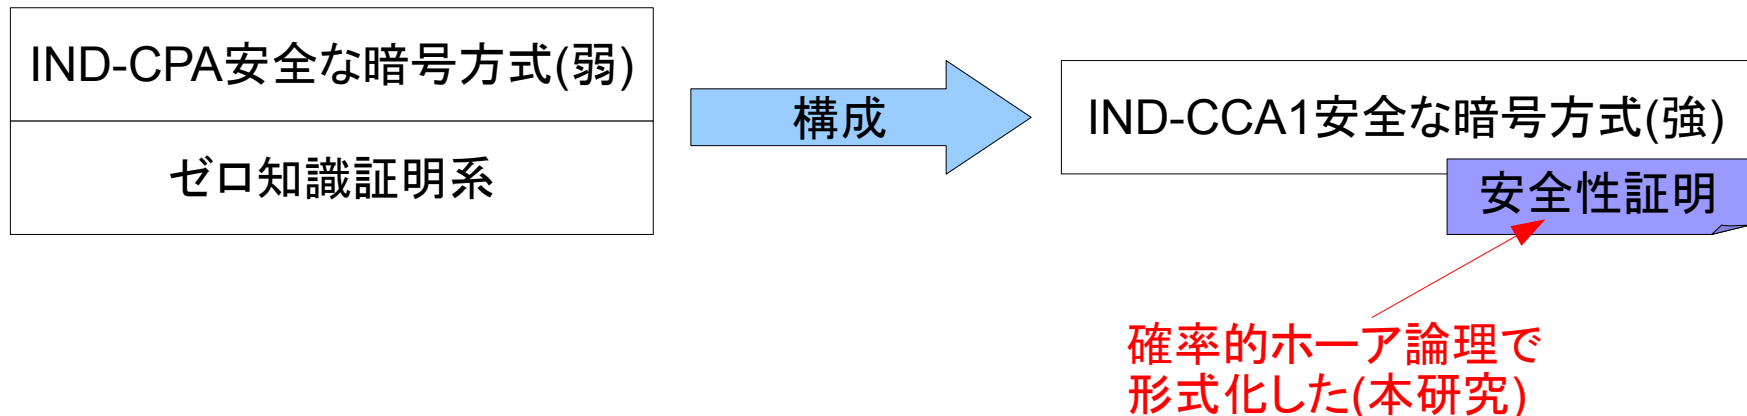 IND-CPA安全な暗号方式(弱)
ゼロ知識証明系
構成
IND-CCA1安全な暗号方式(強)
安全性証明
確率的ホーア論理で
形式化した(本研究)